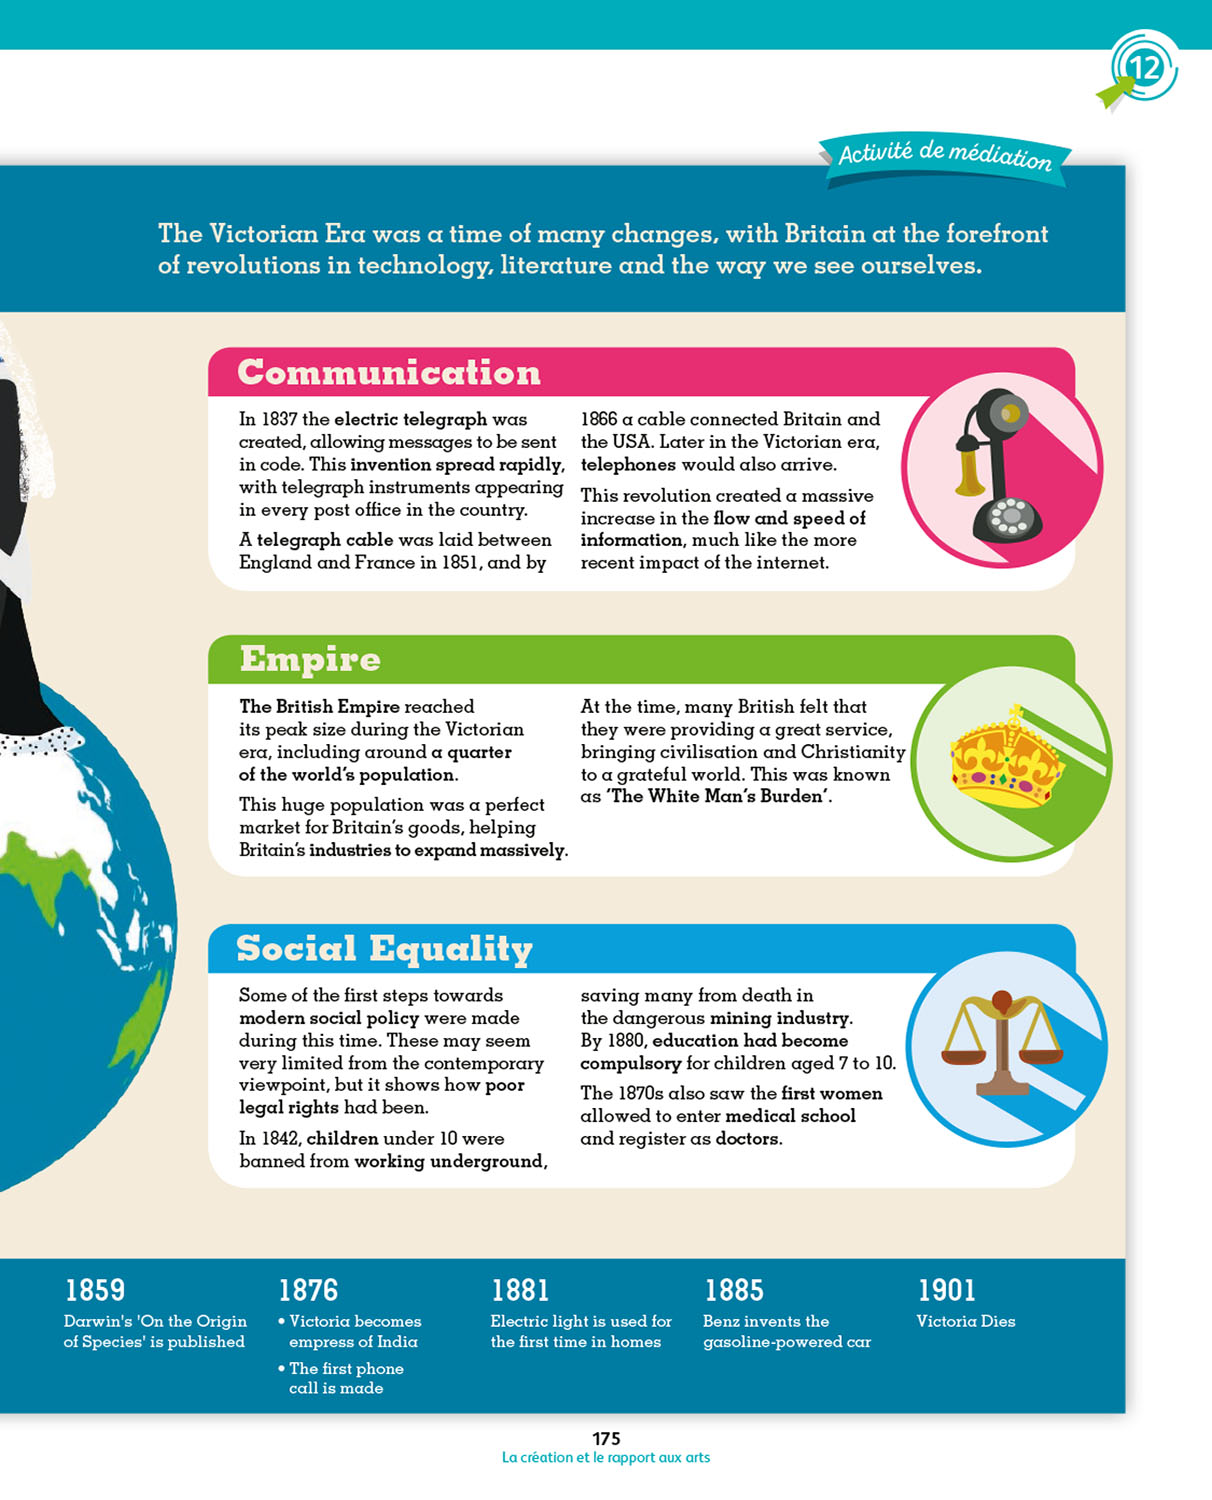 12
Activité de médiation
The Victorian Era was a time of many changes, with Britain at the forefront
of revolutions in technology, literature and the way we see ourselves.
Communication
In 1837 the electric telegraph was
created, allowing messages to be sent
in code. This invention spread rapidly,
with telegraph instruments appearing
in every post office in the country.
A telegraph cable was laid between
England and France in 1851, and by
1866 a cable connected Britain and
the USA. Later in the Victorian era,
telephones would also arrive.
This revolution created a massive
increase in the flow and speed of
information, much like the more
recent impact of the internet.
Empire
The British Empire reached
its peak size during the Victorian
era, including around a quarter
of the world's population.
This huge population was a perfect
market for Britain's goods, helping
Britain's industries to expand massively.
At the time, many British felt that
they were providing a great service,
bringing civilisation and Christianity
to a grateful world. This was known
as ‘The White Man's Burden’.
Social Equality
Some of the first steps towards
modern social policy were made
during this time. These may seem
very limited from the contemporary
viewpoint, but it shows how poor
legal rights had been.
In 1842, children under 10 were
banned from working underground,
saving many from death in
the dangerous mining industry.
By 1880, education had become
compulsory for children aged 7 to 10.
The 1870s also saw the first women
allowed to enter medical school
and register as doctors.
1859
Darwin's 'On the Origin
of Species' is published
1876
• Victoria becomes
empress of India
• The first phone
call is made
1881
Electric light is used for
the first time in homes
1885
Benz invents the
gasoline-powered car
1901
Victoria Dies
175
La création et le rapport aux arts